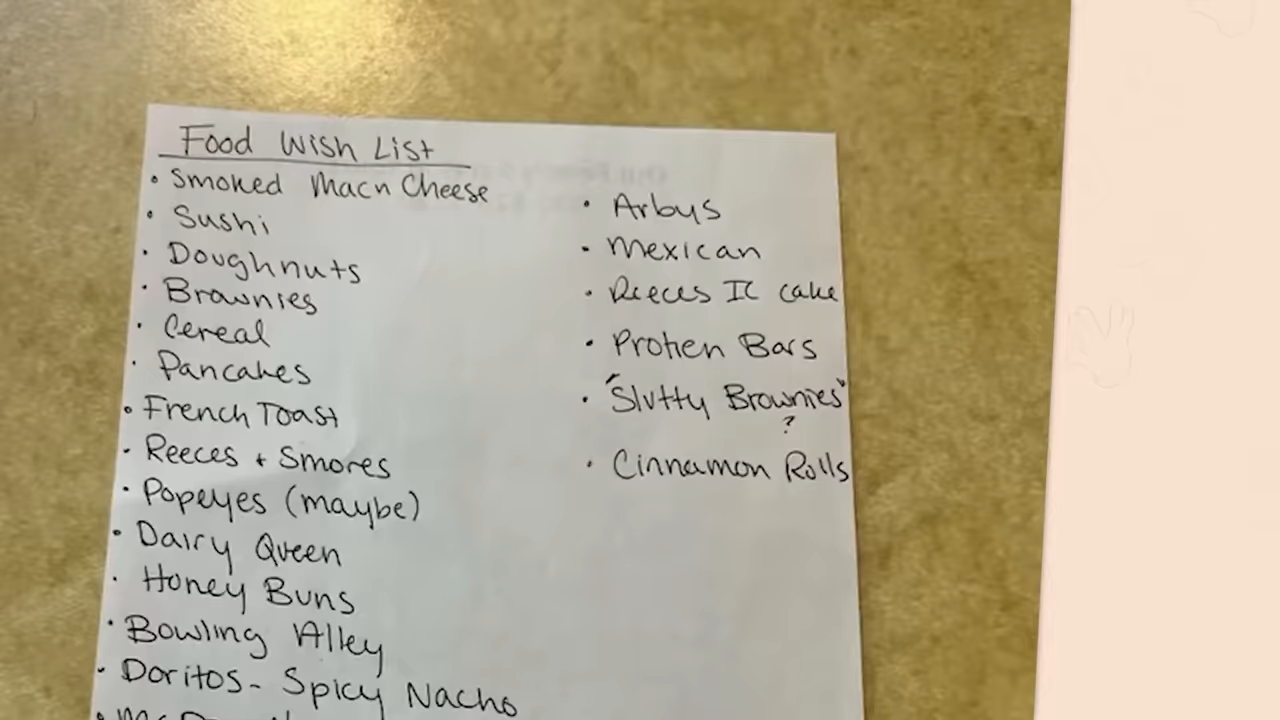 Food Wish List
• Smoked Mac n Cheese
• Sushi
• Doughnuts
• Brownies
• Cereal
• Pancakes
• French Toast
• Reeces + Smores
• Popeyes (maybe)
• Dairy Queen
• Honey Buns
• Bowling Alley
• Doritos - Spicy Nacho
• Arbys
• Mexican
• Reeces IC cake
• Protien Bars
• "Slutty Brownies"
?
• Cinnamon Rolls